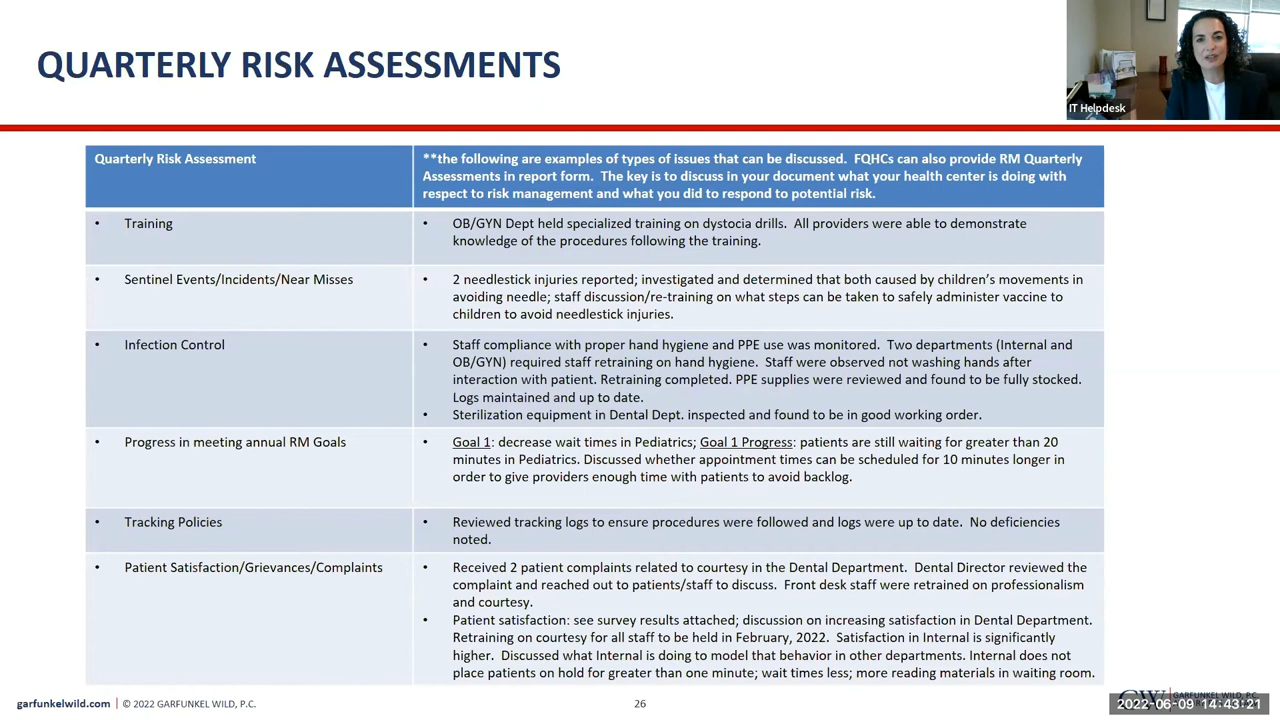 QUARTERLY RISK ASSESSMENTS
IT Helpdesk
Quarterly Risk Assessment
**the following are examples of types of issues that can be discussed. FQHCs can also provide RM Quarterly
Assessments in report form. The key is to discuss in your document what your health center is doing with
respect to risk management and what you did to respond to potential risk.
• Training
• OB/GYN Dept held specialized training on dystocia drills. All providers were able to demonstrate
knowledge of the procedures following the training.
• Sentinel Events/Incidents/Near Misses
• 2 needlestick injuries reported; investigated and determined that both caused by children's movements in
avoiding needle; staff discussion/re-training on what steps can be taken to safely administer vaccine to
children to avoid needlestick injuries.
• Infection Control
• Staff compliance with proper hand hygiene and PPE use was monitored. Two departments (Internal and
OB/GYN) required staff retraining on hand hygiene. Staff were observed not washing hands after
interaction with patient. Retraining completed. PPE supplies were reviewed and found to be fully stocked.
Logs maintained and up to date.
• Sterilization equipment in Dental Dept. inspected and found to be in good working order.
• Progress in meeting annual RM Goals
• Goal 1: decrease wait times in Pediatrics; Goal 1 Progress: patients are still waiting for greater than 20
minutes in Pediatrics. Discussed whether appointment times can be scheduled for 10 minutes longer in
order to give providers enough time with patients to avoid backlog.
• Tracking Policies
• Reviewed tracking logs to ensure procedures were followed and logs were up to date. No deficiencies
noted.
• Patient Satisfaction/Grievances/Complaints
• Received 2 patient complaints related to courtesy in the Dental Department. Dental Director reviewed the
complaint and reached out to patients/staff to discuss. Front desk staff were retrained on professionalism
and courtesy.
• Patient satisfaction: see survey results attached; discussion on increasing satisfaction in Dental Department.
Retraining on courtesy for all staff to be held in February, 2022. Satisfaction in Internal is significantly
higher. Discussed what Internal is doing to model that behavior in other departments. Internal does not
place patients on hold for greater than one minute; wait times less; more reading materials in waiting room.
garfunkelwild.com | © 2022 GARFUNKEL WILD, P.C.
26
GARFUNKEL WILD, P.C.
2022-06-09 14:43:21